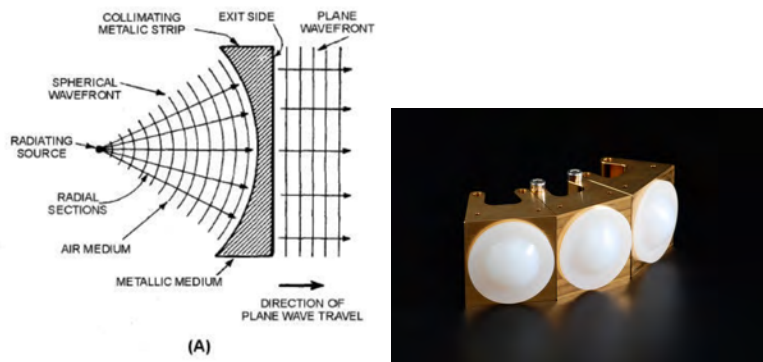 COLLIMATING
METALIC STRIP
EXIT SIDE
PLANE
WAVEFRONT
SPHERICAL
WAVEFRONT
RADIATING
SOURCE
RADIAL
SECTIONS
AIR MEDIUM
METALLIC MEDIUM
DIRECTION OF
PLANE WAVE TRAVEL
(A)